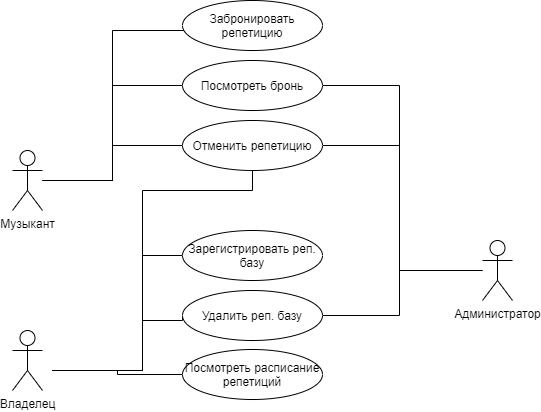 Забронировать
репетицию
Посмотреть бронь
Отменить репетицию
Музыкант
Зарегистрировать реп.
базу
Удалить реп. базу
Администратор
Посмотреть расписание
репетиций
Владелец